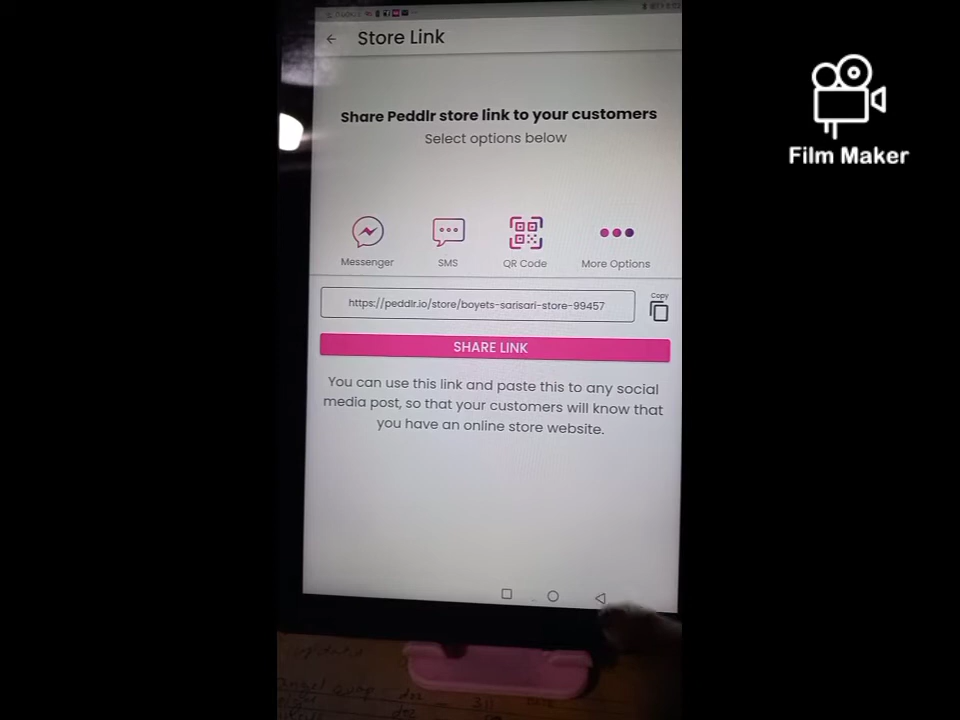 Store Link
Share Peddlr store link to your customers
Select options below
Film Maker
Messenger
SMS
QR Code
More Options
Copy
https://peddlr.io/store/boyets-sarisari-store-99457
SHARE LINK
You can use this link and paste this to any social
media post, so that your customers will know that
you have an online store website.